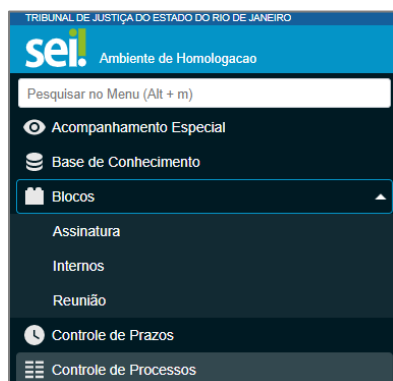 TRIBUNAL DE JUSTIÇA DO ESTADO DO RIO DE JANEIRO
sei! Ambiente de Homologacao
Pesquisar no Menu (Alt + m)
Acompanhamento Especial
Base de Conhecimento
Blocos
Assinatura
Internos
Reunião
Controle de Prazos
Controle de Processos